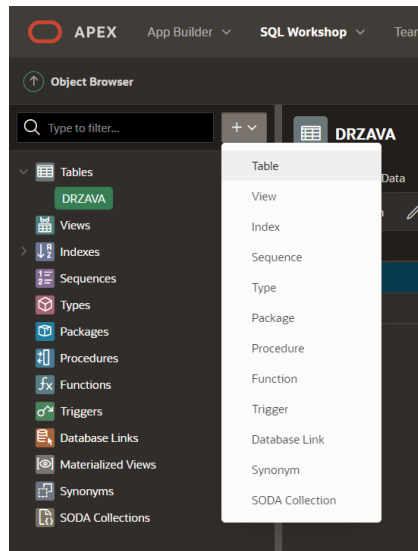 APEX App Builder SQL Workshop Tear
Object Browser
Type to filter...
+
DRZAVA
Tables
DRZAVA
Views
Indexes
Sequences
Types
Packages
Procedures
Functions
Triggers
Database Links
Materialized Views
Synonyms
SODA Collections
Table
View
Index
Sequence
Type
Package
Procedure
Function
Trigger
Database Link
Synonym
SODA Collection
Data